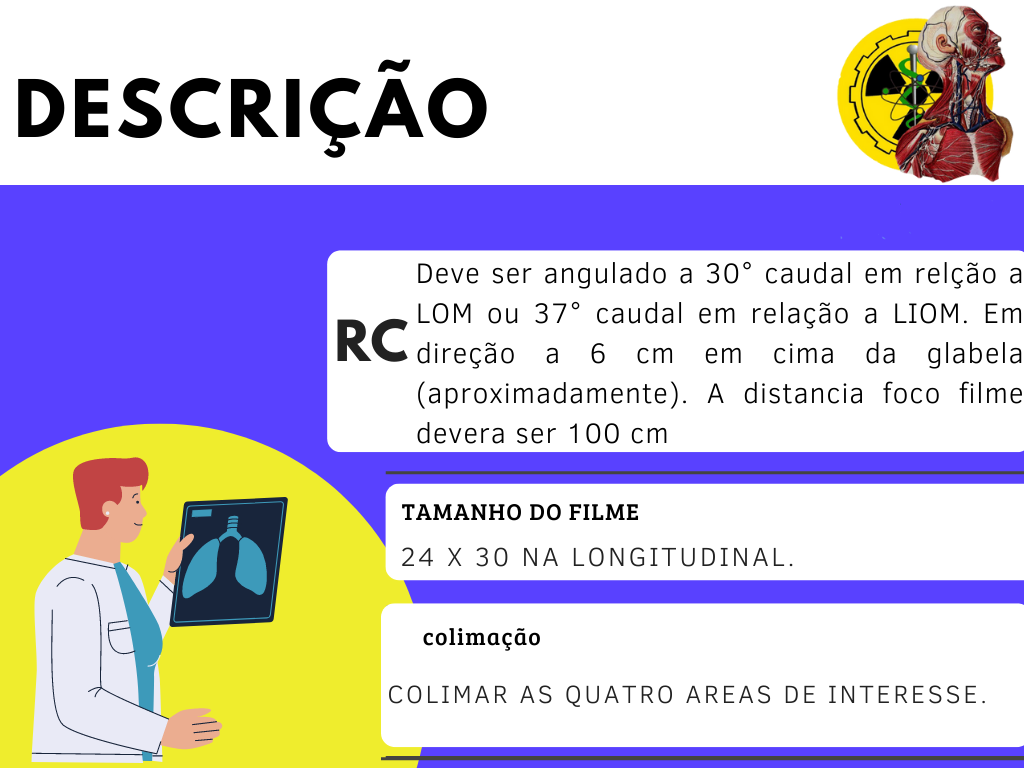 DESCRIÇÃO
RC
Deve ser angulado a 30° caudal em relção a
LOM ou 37° caudal em relação a LIOM. Em
direção a 6 cm em cima da glabela
(aproximadamente). A distancia foco filme
devera ser 100 cm
TAMANHO DO FILME
24 X 30 NA LONGITUDINAL.
colimação
COLIMAR AS QUATRO AREAS DE INTERESSE.